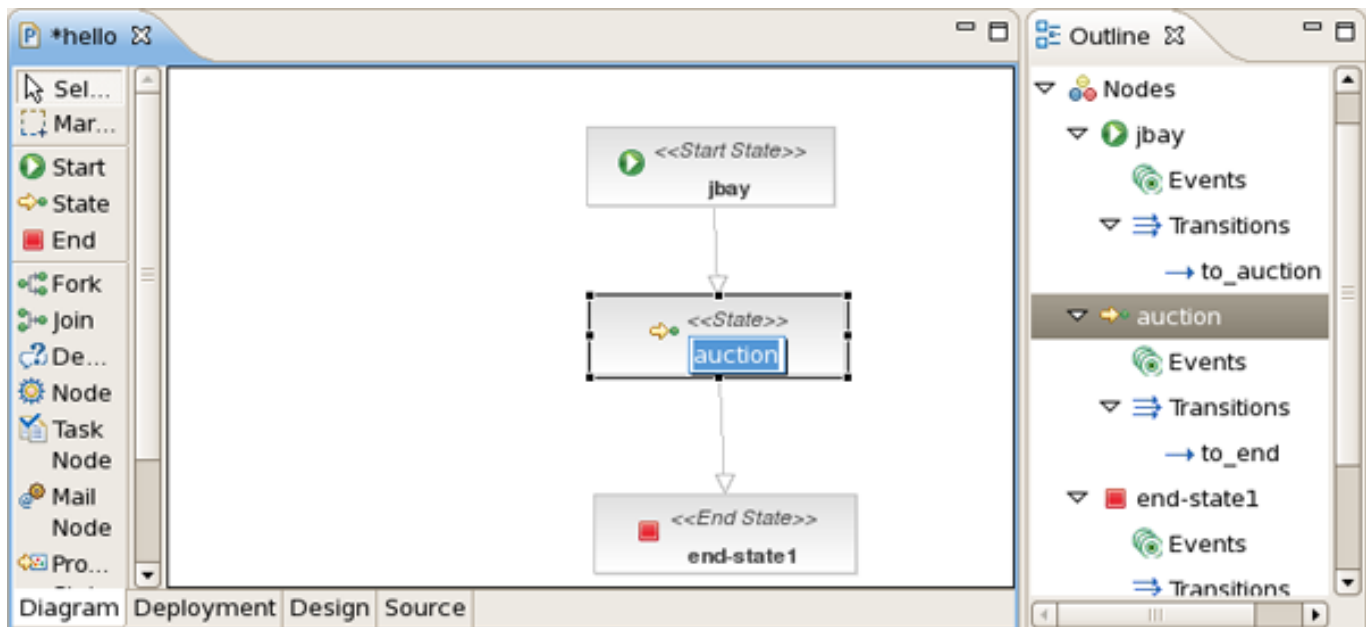 *hello
Sel...
Mar...
Start
State
End
Fork
Join
De...
Node
Task
Node
Mail
Node
Pro...
<<Start State>>
jbay
<<State>>
auction
<<End State>>
end-state1
Diagram Deployment Design Source
Outline
Nodes
jbay
Events
Transitions
to_auction
auction
Events
Transitions
to_end
end-state1
Events
Transitions